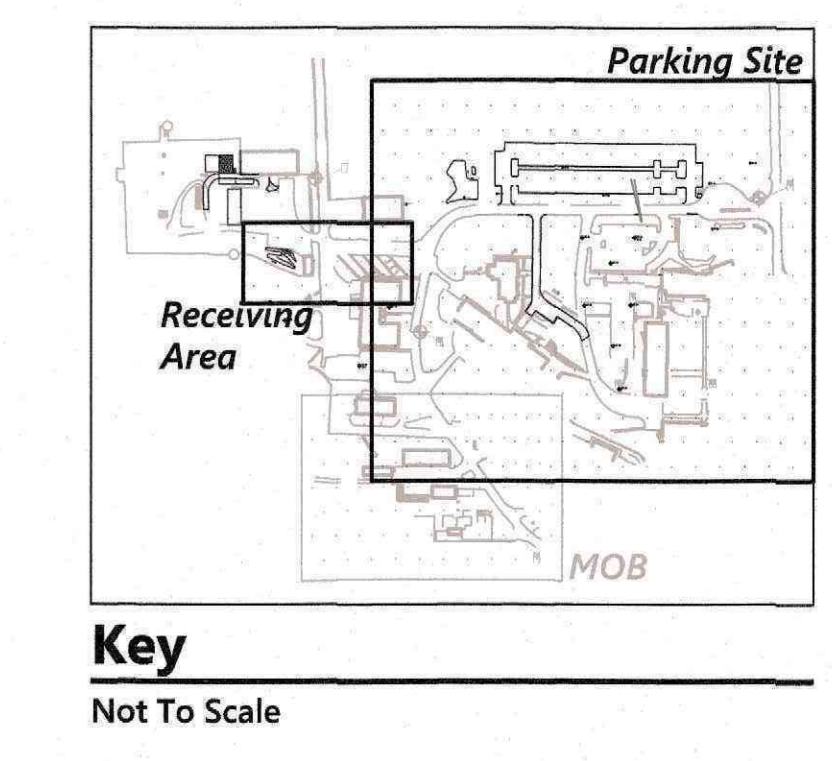 Parking Site
Receiving
Area
MOB
Key
Not To Scale